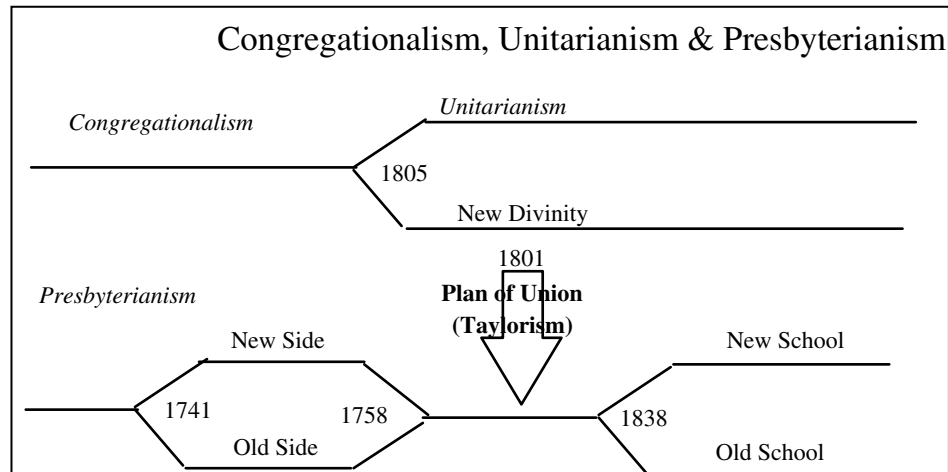 Congregationalism, Unitarianism & Presbyterianism
Unitarianism
Congregationalism
1805
New Divinity
1801
Plan of Union
(Taylorism)
Presbyterianism
New Side
New School
1741
1758
1838
Old Side
Old School